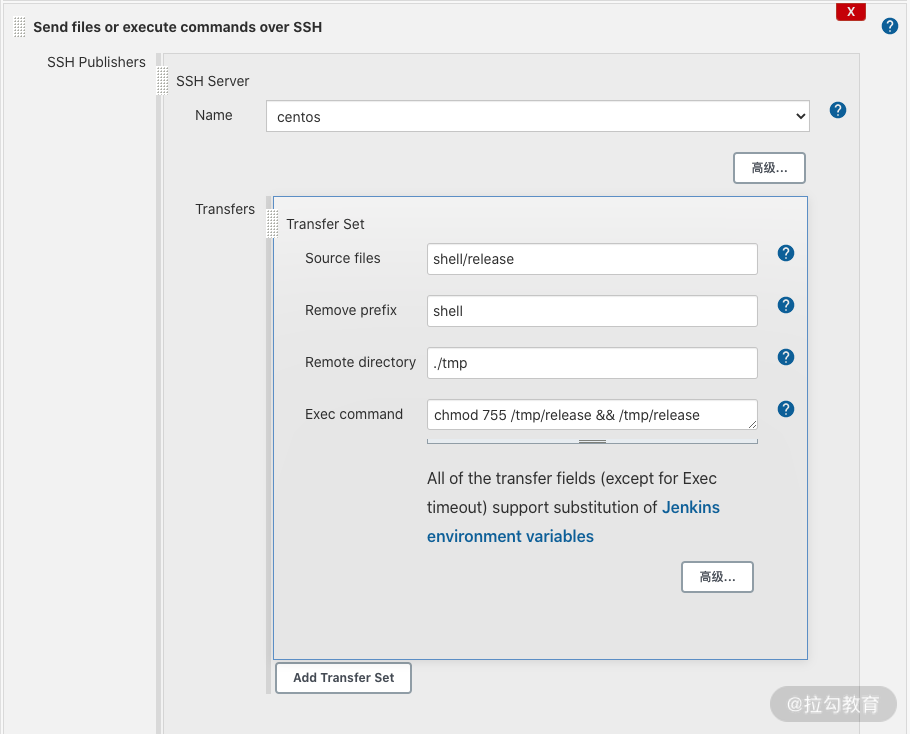 X
Send files or execute commands over SSH
?
SSH Publishers
SSH Server
Name
centos
?
高级...
Transfers
Transfer Set
Source files
shell/release
?
Remove prefix
shell
?
Remote directory
./tmp
?
Exec command
chmod 755 /tmp/release && /tmp/release
?
All of the transfer fields (except for Exec
timeout) support substitution of Jenkins
environment variables
高级...
Add Transfer Set
@拉勾教育